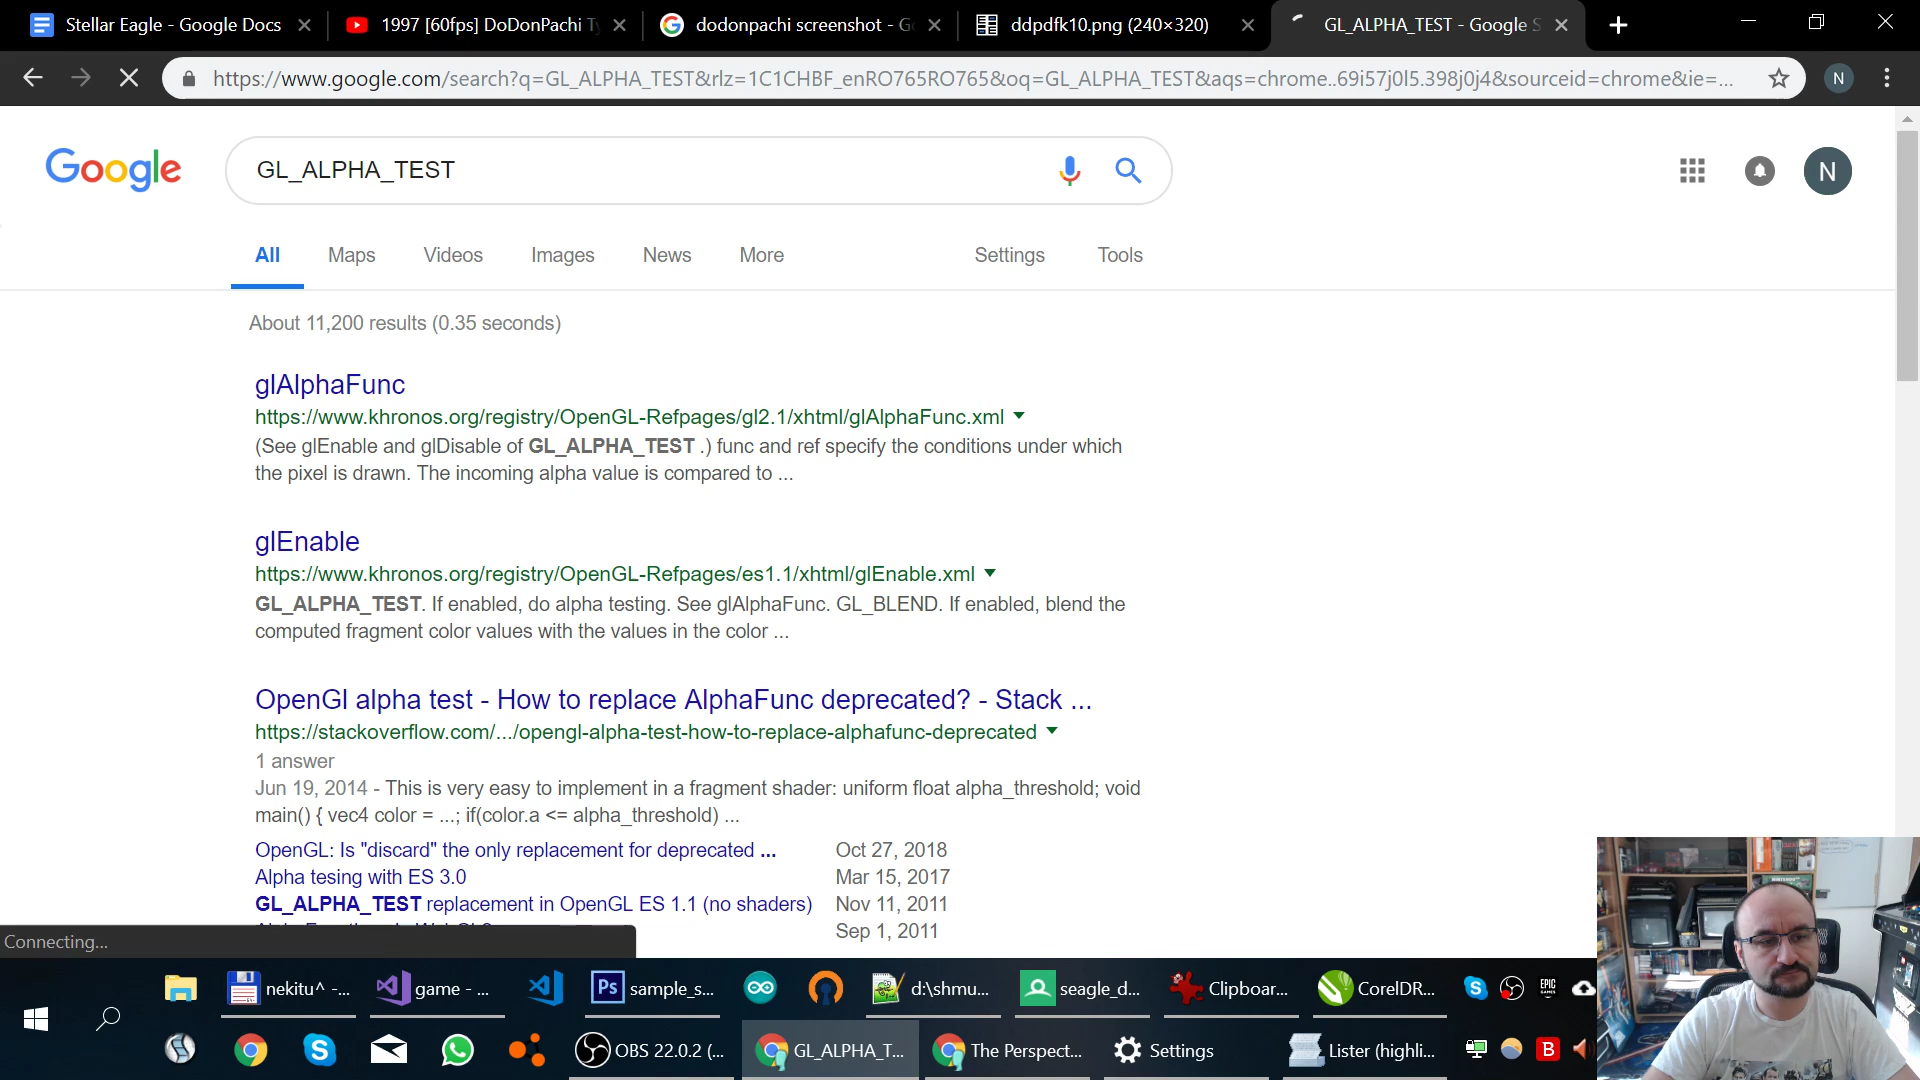 Stellar Eagle - Google Docs
1997 [60fps] DoDonPachi
dodonpachi screenshot -
ddpdfk10.png (240×320)
GL_ALPHA_TEST - Google S
https://www.google.com/search?q=GL_ALPHA_TEST&rlz=1C1CHBF_enRO765RO765&oq=GL_ALPHA_TEST&aqs=chrome..69i57j0l5.398j0j4&sourceid=chrome&ie=...
N
Google
GL_ALPHA_TEST
N
All
Maps
Videos
Images
News
More
Settings
Tools
About 11,200 results (0.35 seconds)
glAlphaFunc
https://www.khronos.org/registry/OpenGL-Refpages/gl2.1/xhtml/glAlphaFunc.xml
(See glEnable and glDisable of GL_ALPHA_TEST .) func and ref specify the conditions under which
the pixel is drawn. The incoming alpha value is compared to ...
glEnable
https://www.khronos.org/registry/OpenGL-Refpages/es1.1/xhtml/glEnable.xml
GL_ALPHA_TEST. If enabled, do alpha testing. See glAlphaFunc. GL_BLEND. If enabled, blend the
computed fragment color values with the values in the color ...
OpenGl alpha test - How to replace AlphaFunc deprecated? - Stack ...
https://stackoverflow.com/.../opengl-alpha-test-how-to-replace-alphafunc-deprecated
1 answer
Jun 19, 2014 - This is very easy to implement in a fragment shader: uniform float alpha_threshold; void
main() { vec4 color = ...; if(color.a <= alpha_threshold) ...
OpenGL: Is "discard" the only replacement for deprecated ... Oct 27, 2018
Alpha tesing with ES 3.0 Mar 15, 2017
GL_ALPHA_TEST replacement in OpenGL ES 1.1 (no shaders) Nov 11, 2011
Sep 1, 2011
Connecting...
nekitu^ -...
game - ...
Ps
sample_s...
d:\shmu...
seagle_d...
Clipboar...
CorelDR...
EPIC
GAMES
OBS 22.0.2 (...
GL_ALPHA_T...
The Perspect...
Settings
Lister (highli...
B